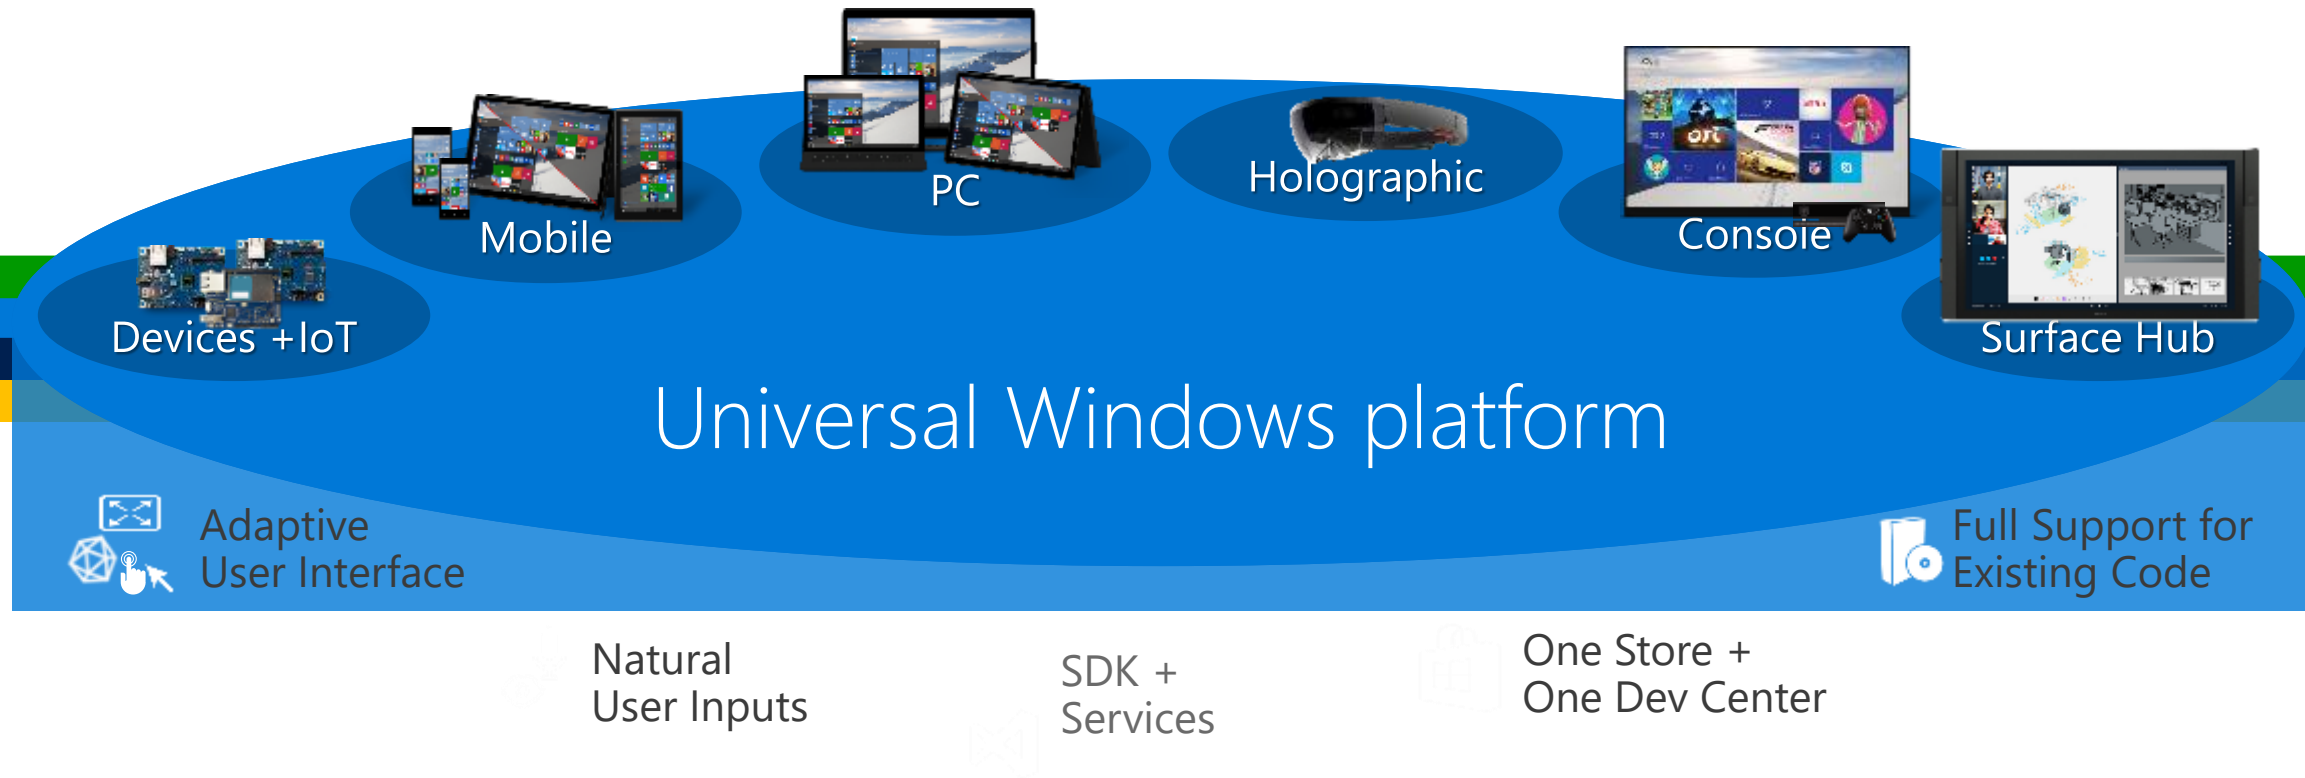 PC
Holographic
Mobile
Console
Devices +IoT
Surface Hub
Universal Windows platform
Adaptive
User Interface
Full Support for
Existing Code
Natural
User Inputs
SDK +
Services
One Store +
One Dev Center